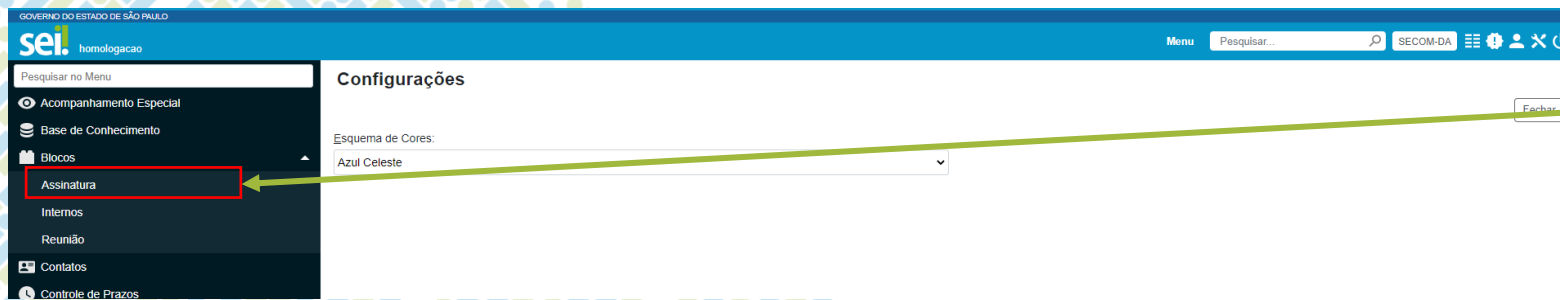 GOVERNO DO ESTADO DE SÃO PAULO
sei! homologacao
Menu Pesquisar... SECOM-DA
Pesquisar no Menu
Configurações
Acompanhamento Especial
Fechar
Base de Conhecimento
Esquema de Cores:
Blocos
Azul Celeste
Assinatura
Internos
Reunião
Contatos
Controle de Prazos